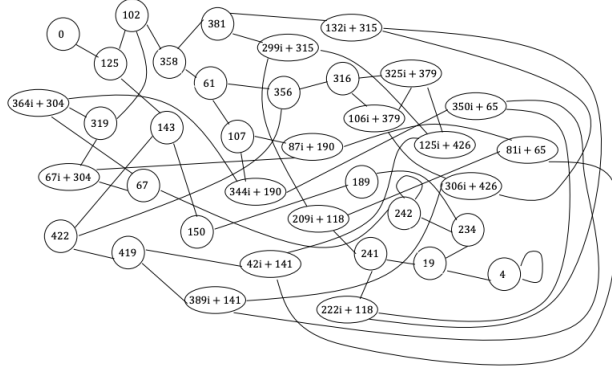 102
381
132i + 315
0
299i + 315
125
358
61
356
316
325i + 379
364i + 304
319
143
106i + 379
350i + 65
107
87i + 190
125i + 426
81i + 65
67i + 304
67
344i + 190
189
306i + 426
209i + 118
242
422
150
234
419
42i + 141
241
19
4
389i + 141
222i + 118